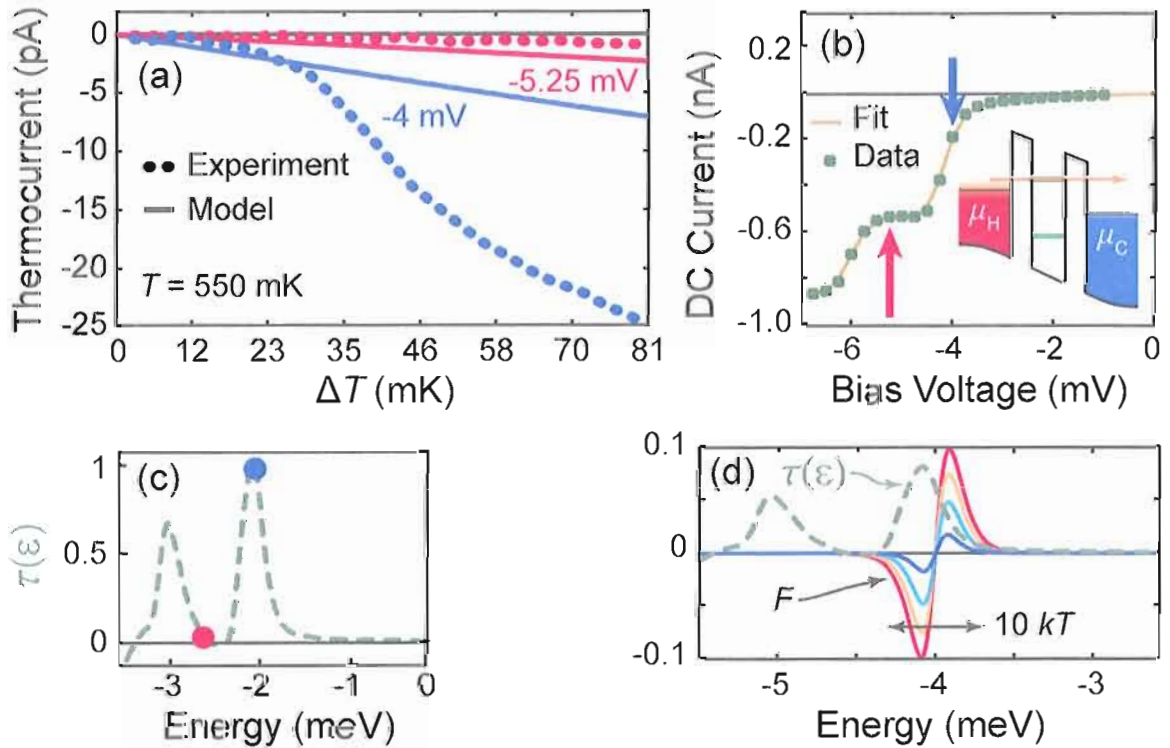 (a)
Thermocurrent (pA)
0
-5
-10
-15
-20
-25
-5.25 mV
-4 mV
Experiment
Model
T = 550 mK
0 12 23 35 46 58 70 81
ΔT (mK)
(b)
DC Current (nA)
0.2
-0.2
-0.6
-1.0
Fit
Data
μH
μC
-6 -4 -2 0
Bias Voltage (mV)
(c)
τ(ε)
1
0.5
0
-3 -2 -1 0
Energy (meV)
(d)
0.1
0
-0.1
τ(ε)
F
10 kT
-5 -4 -3
Energy (meV)